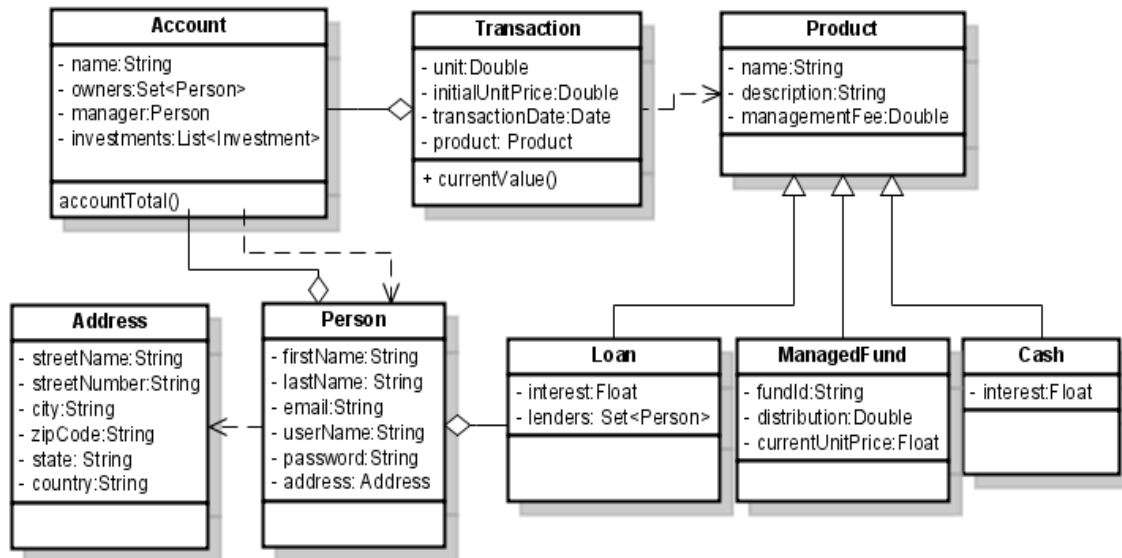 Account
- name:String
- owners:Set<Person>
- manager:Person
- investments:List<Investment>
accountTotal()
Transaction
- unit:Double
- initialUnitPrice:Double
- transactionDate:Date
- product: Product
+ currentValue()
Product
- name:String
- description:String
- managementFee:Double
Address
- streetName:String
- streetNumber:String
- city:String
- zipCode:String
- state: String
- country:String
Person
- firstName:String
- lastName: String
- email:String
- userName:String
- password:String
- address: Address
Loan
- interest:Float
- lenders: Set<Person>
ManagedFund
- fundId:String
- distribution:Double
- currentUnitPrice:Float
Cash
- interest:Float